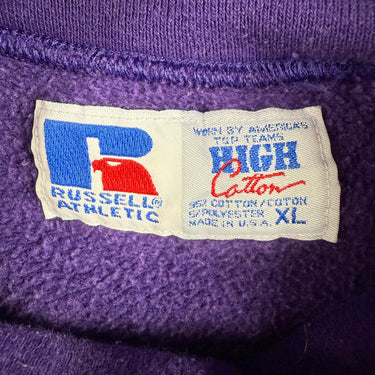 RUSSELL®
ATHLETIC
WORN BY AMERICA'S
TOP TEAMS
HIGH
Cotton
95% COTTON/COTON
5/POLYESTER
MADE IN U.S.A. XL